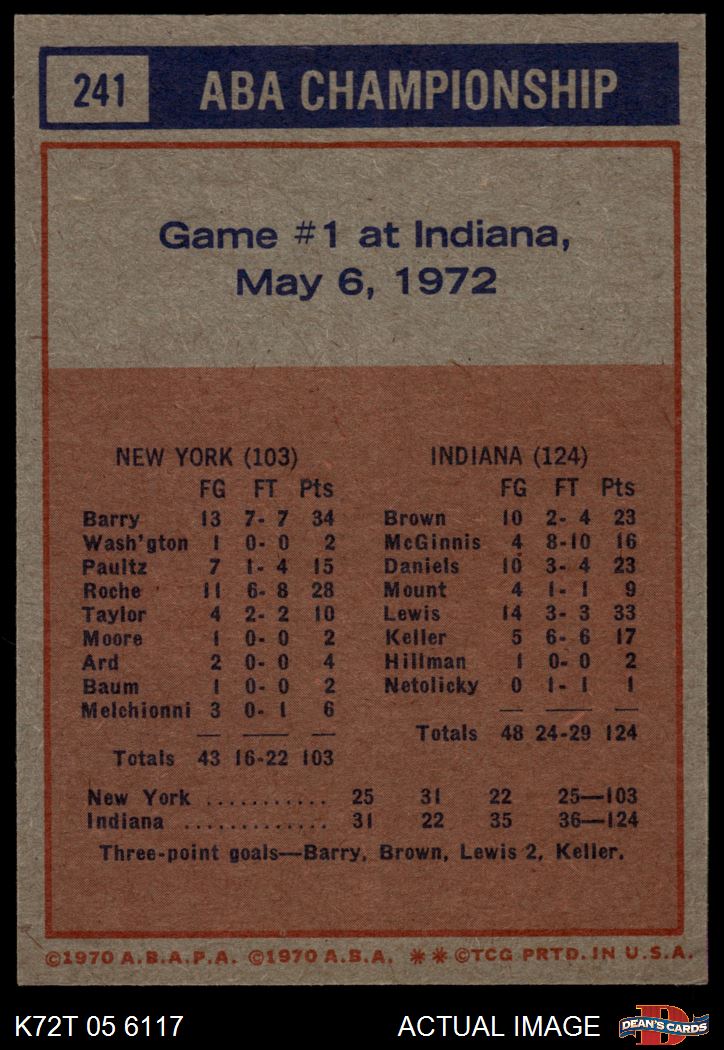 241 ABA CHAMPIONSHIP
Game #1 at Indiana,
May 6, 1972
NEW YORK (103)
FG FT Pts
Barry 13 7- 7 34
Wash'gton 1 0- 0 2
Paultz 7 1- 4 15
Roche 11 6- 8 28
Taylor 4 2- 2 10
Moore 1 0- 0 2
Ard 2 0- 0 4
Baum 1 0- 0 2
Melchionni 3 0- 1 6
Totals 43 16-22 103
INDIANA (124)
FG FT Pts
Brown 10 2- 4 23
McGinnis 4 8-10 16
Daniels 10 3- 4 23
Mount 4 1- 1 9
Lewis 14 3- 3 33
Keller 5 6- 6 17
Hillman 1 0- 0 2
Netolicky 0 1- 1 1
Totals 48 24-29 124
New York ........... 25 31 22 25—103
Indiana ............. 31 22 35 36—124
Three-point goals—Barry, Brown, Lewis 2, Keller.
©1970 A.B.A.P.A. ©1970 A.B.A. ** ©TCG PRTD. IN U.S.A.
K72T 05 6117 ACTUAL IMAGE D DEAN'S CARDS